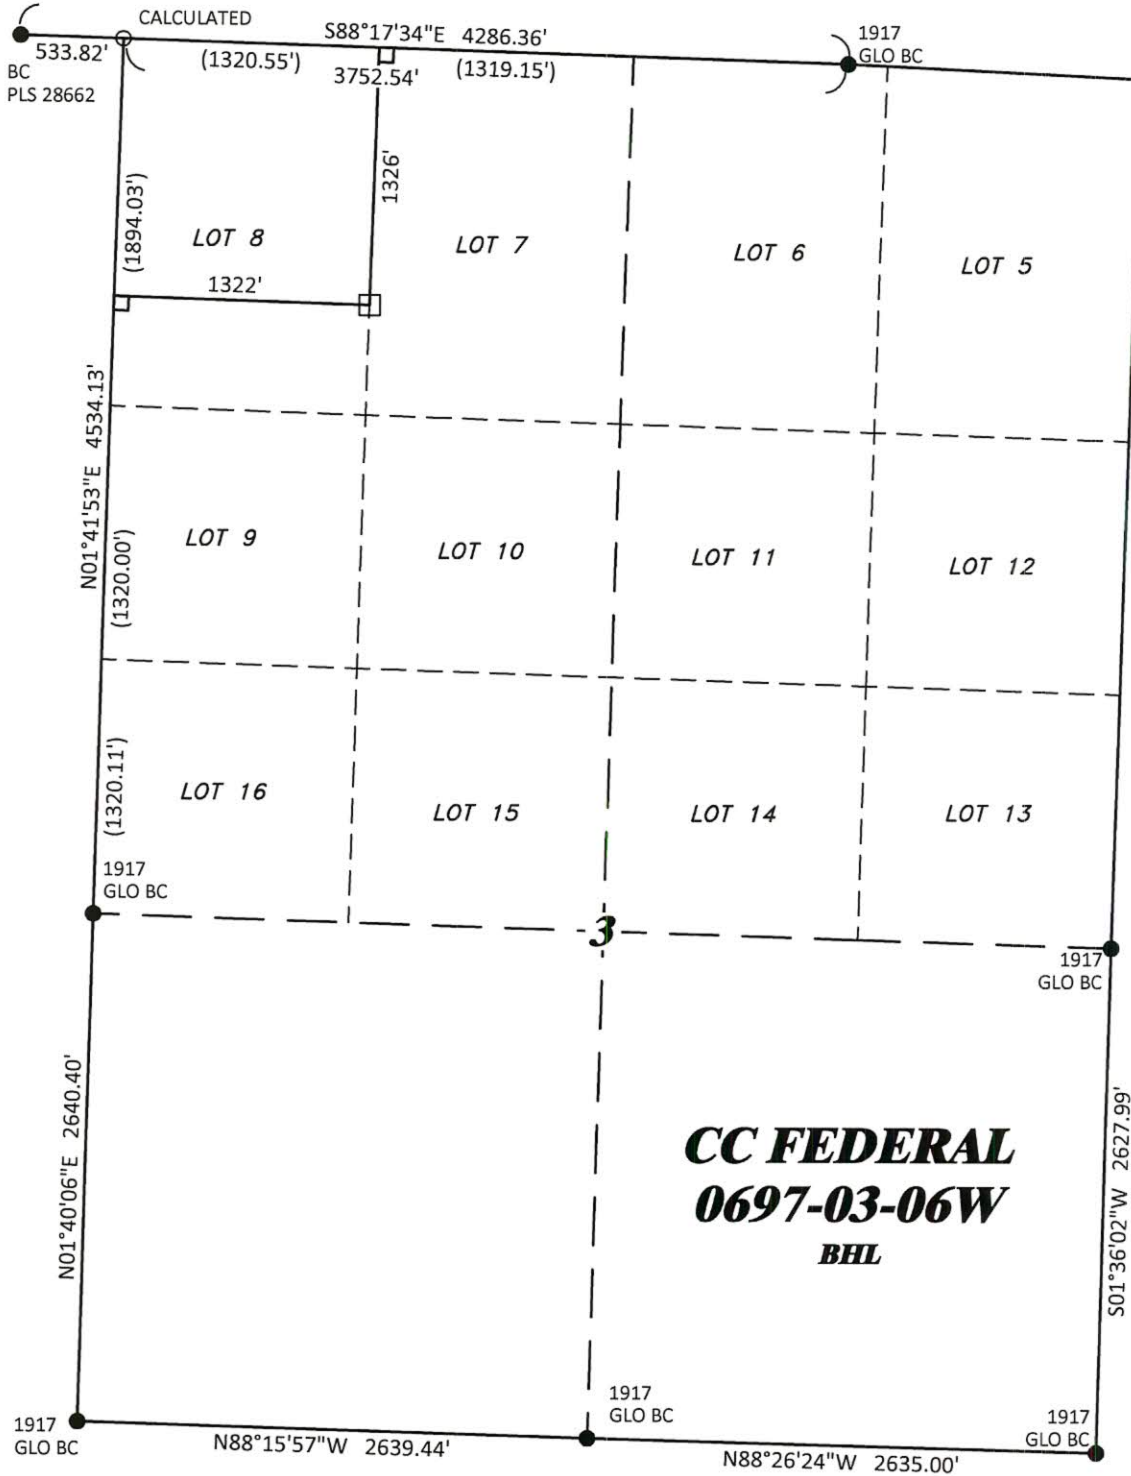 CALCULATED
S88°17'34"E 4286.36'
1917
GLO BC
533.82'
(1320.55')
3752.54'
(1319.15')
BC
PLS 28662
1326'
(1894.03')
LOT 8
LOT 7
LOT 6
LOT 5
1322'
N01°41'53"E 4534.13'
(1320.00')
LOT 9
LOT 10
LOT 11
LOT 12
(1320.11')
LOT 16
LOT 15
LOT 14
LOT 13
1917
GLO BC
3
1917
GLO BC
N01°40'06"E 2640.40'
CC FEDERAL
0697-03-06W
BHL
S01°36'02"W 2627.99'
1917
GLO BC
1917
GLO BC
1917
GLO BC
N88°15'57"W 2639.44'
N88°26'24"W 2635.00'